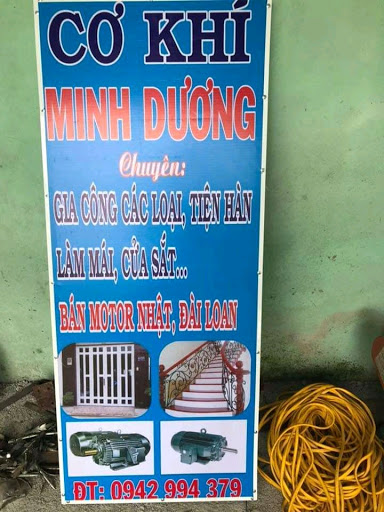 CƠ KHÍ
MINH DƯƠNG
Chuyên:
GIA CÔNG CÁC LOẠI, TIỆN HÀN
LÀM MÁI, CỬA SẮT...
BÁN MOTOR NHẬT, ĐÀI LOAN
ĐT: 0942 994 379